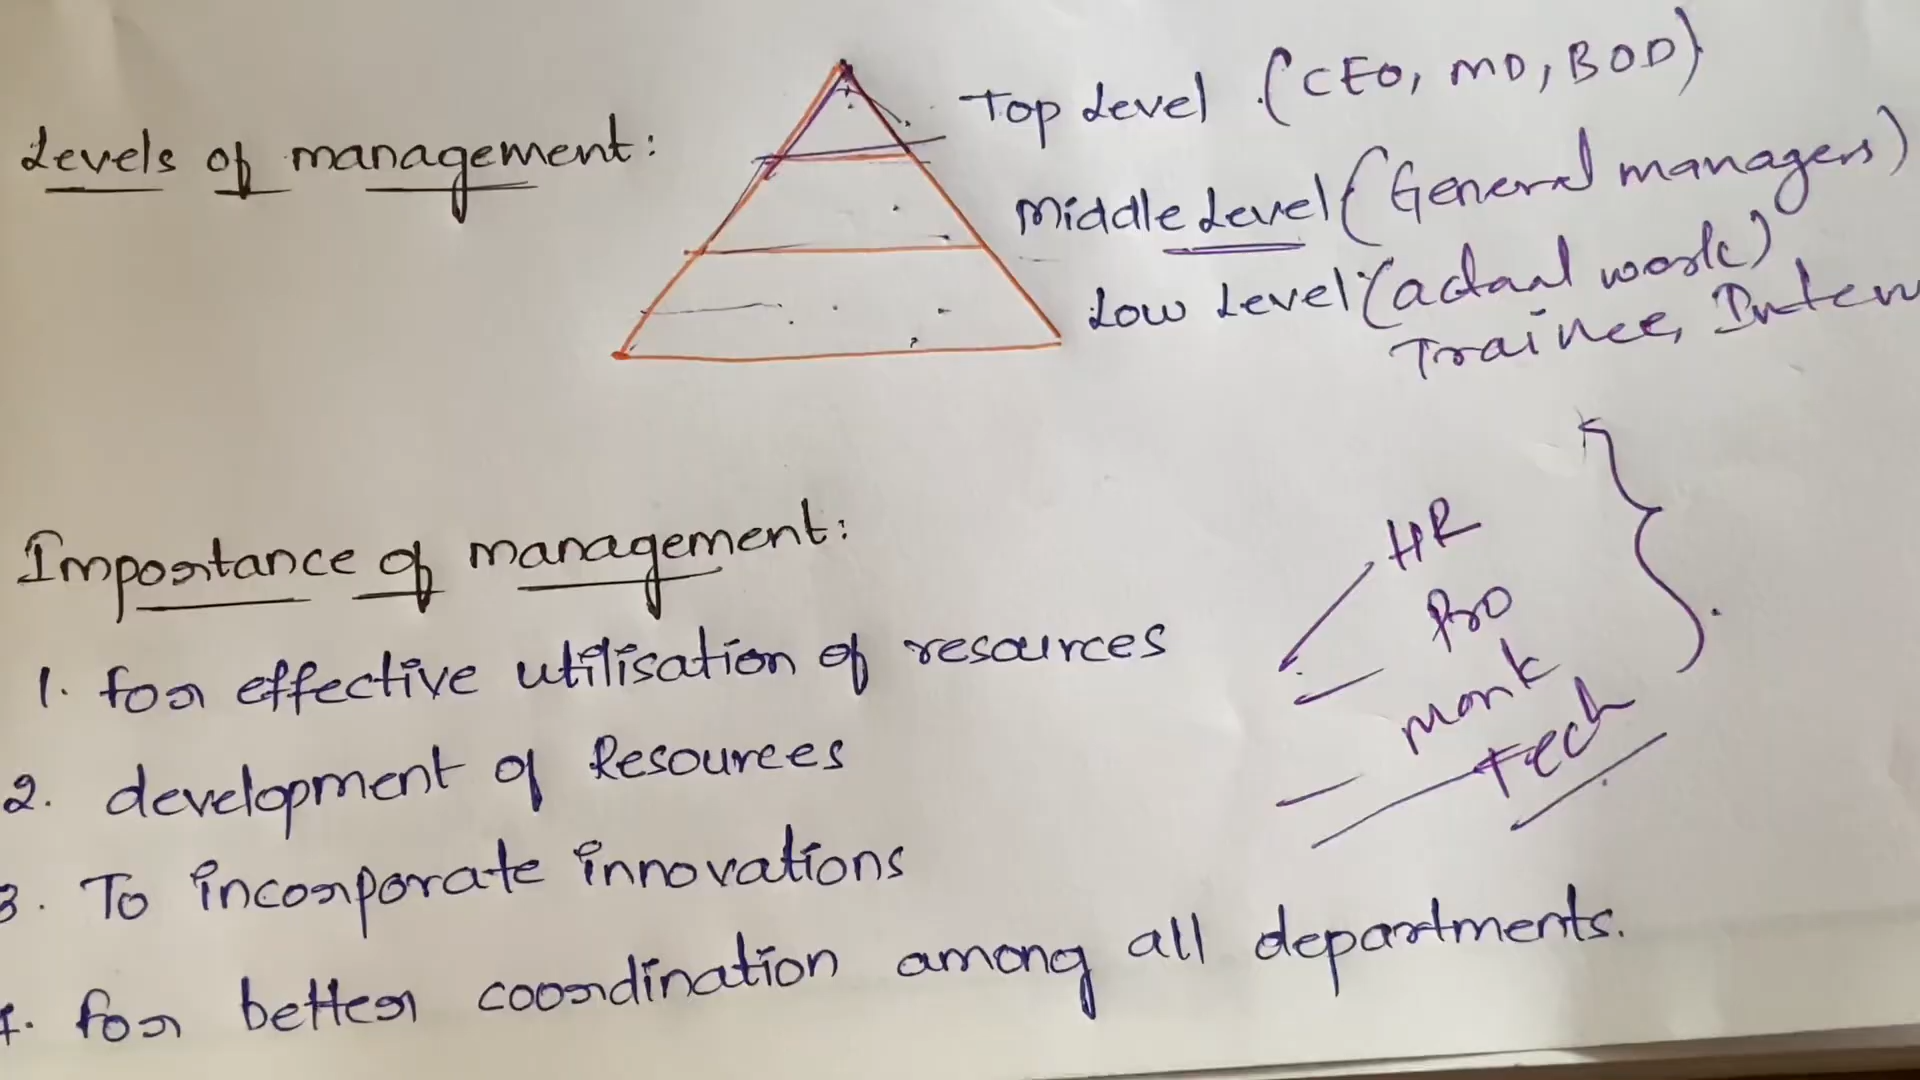 Levels of management:
Top Level (CEO, MD, BOD)
Middle Level (General managers)
Low Level (actual work)
Trainee, Intern
Importance of management:
1. for effective utilisation of resources
2. development of Resources
3. To incorporate innovations
4. for better coordination among all departments.
HR
Pro
Mark
Tech